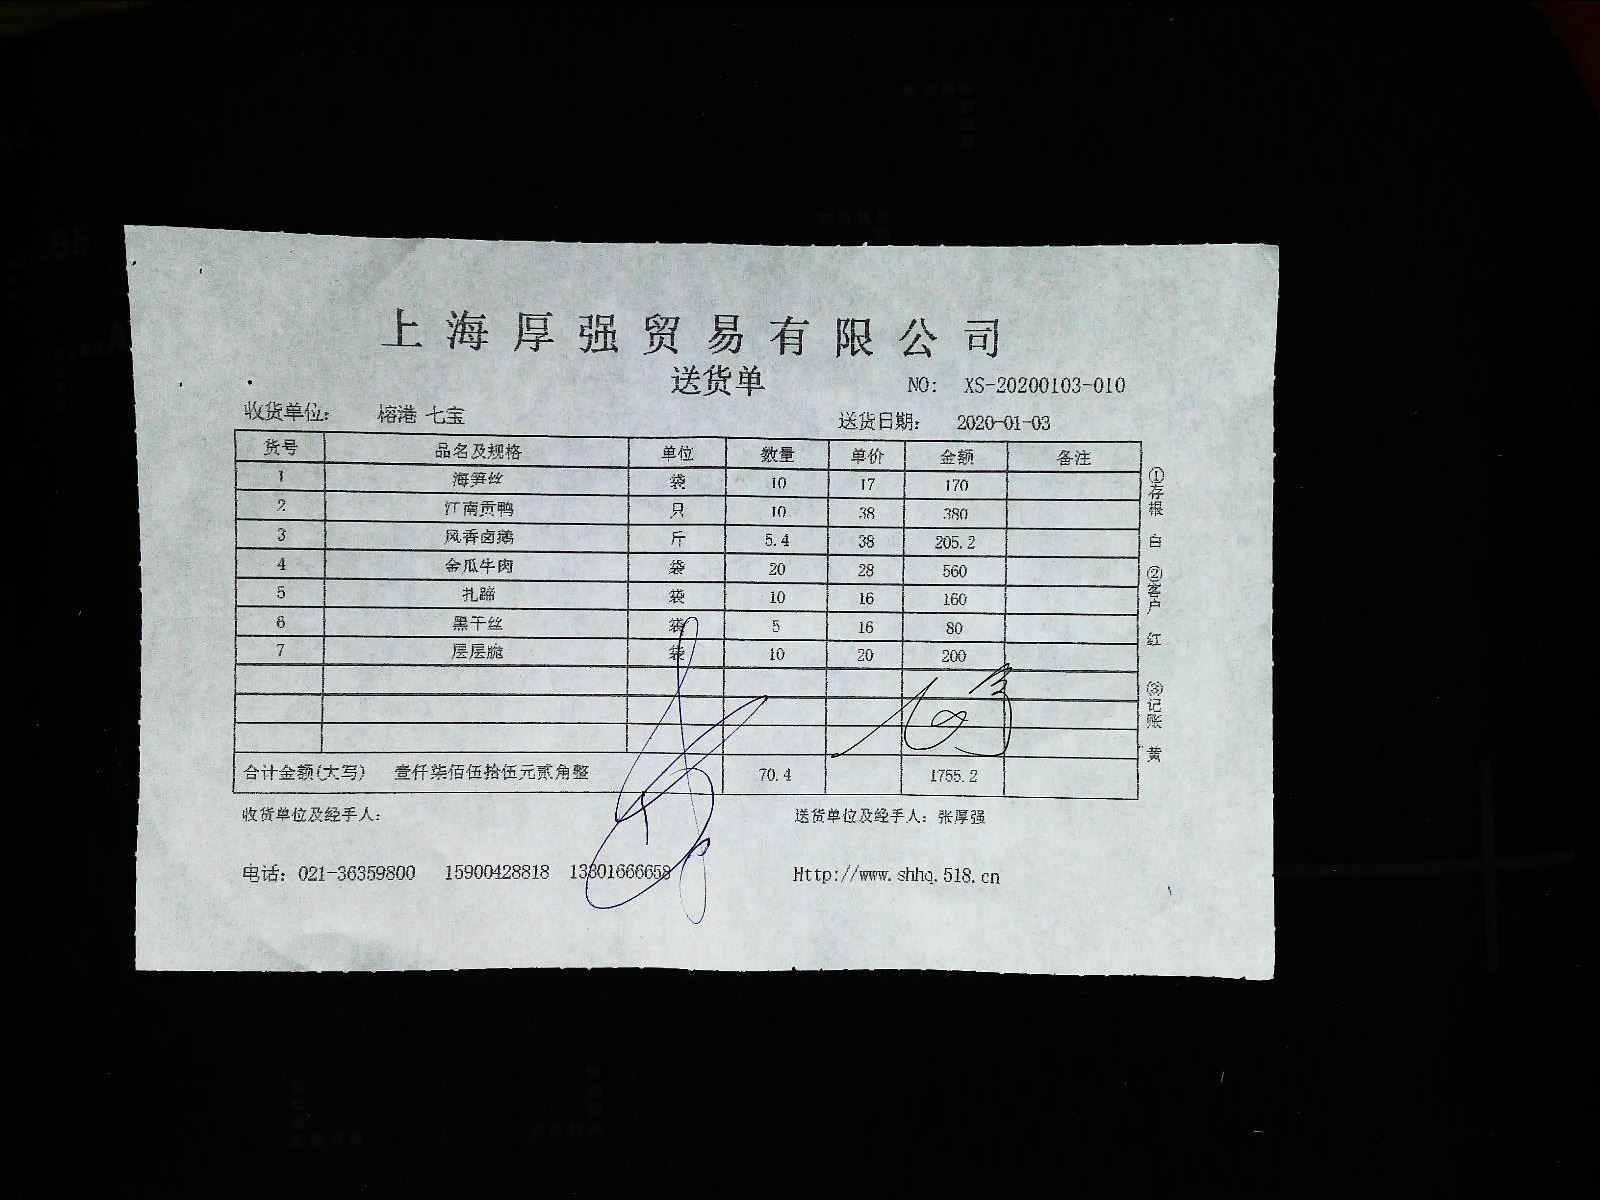 上海厚强贸易有限公司
送货单
NO: XS-20200103-010
收货单位: 榕港 七宝 送货日期: 2020-01-03
货号 品名及规格 单位 数量 单价 金额 备注
1 海笋丝 袋 10 17 170
2 江南贡鸭 只 10 38 380
3 风香卤鹅 斤 5.4 38 205.2
4 金瓜牛肉 袋 20 28 560
5 扎蹄 袋 10 16 160
6 黑干丝 袋 5 16 80
7 层层脆 袋 10 20 200
合计金额(大写) 壹仟柒佰伍拾伍元贰角整 70.4 1755.2
收货单位及经手人: 送货单位及经手人: 张厚强
电话: 021-36359800 15900428818 13301666658 Http://www.shhq.518.cn
①存根 白 ②客户 红 ③记账 黄